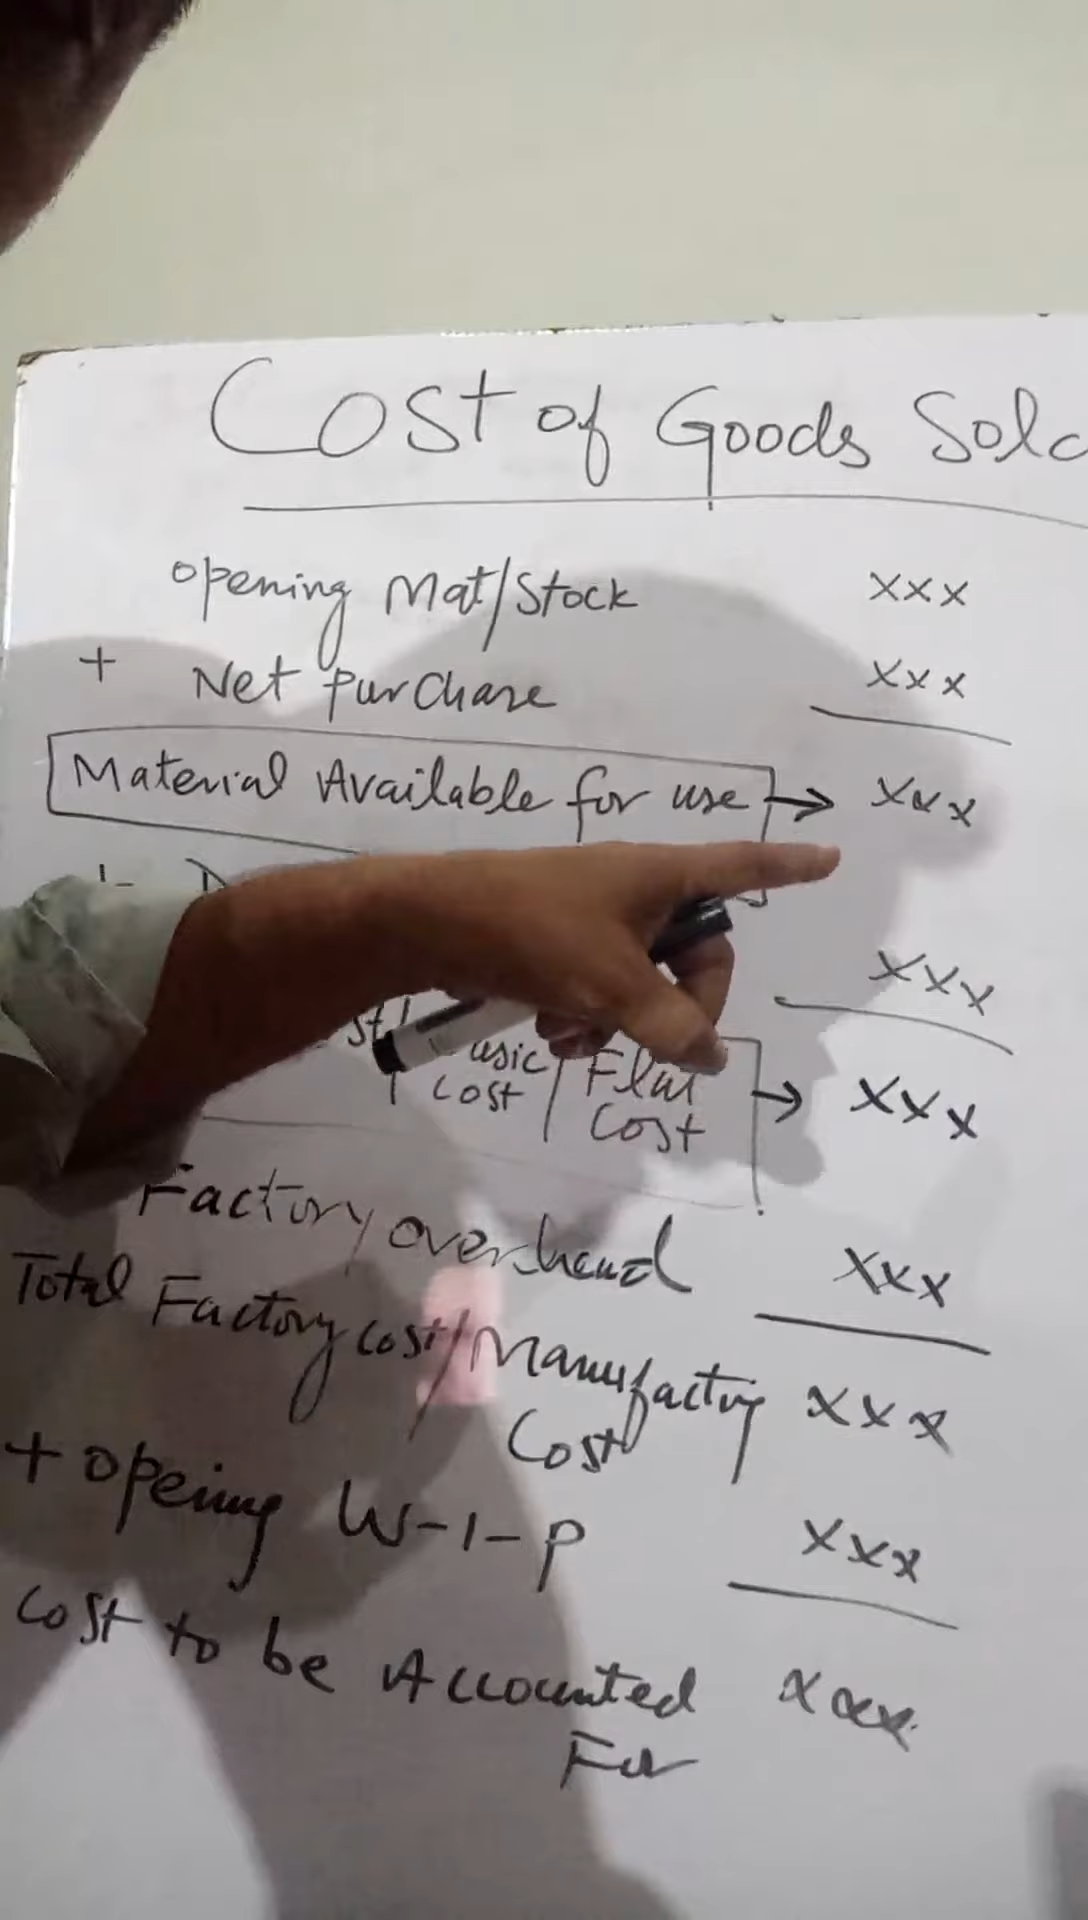 Cost of Goods Sold
opening Mat/Stock xxx
+ Net purchase xxx
Material Available for use → xxx
xxx
Cost / Flat → xxx
Cost
Factory overhead xxx
Total Factory cost/Manufacting xxx
Cost
+ Opeing W-I-P xxx
Cost to be Accounted xxx
For